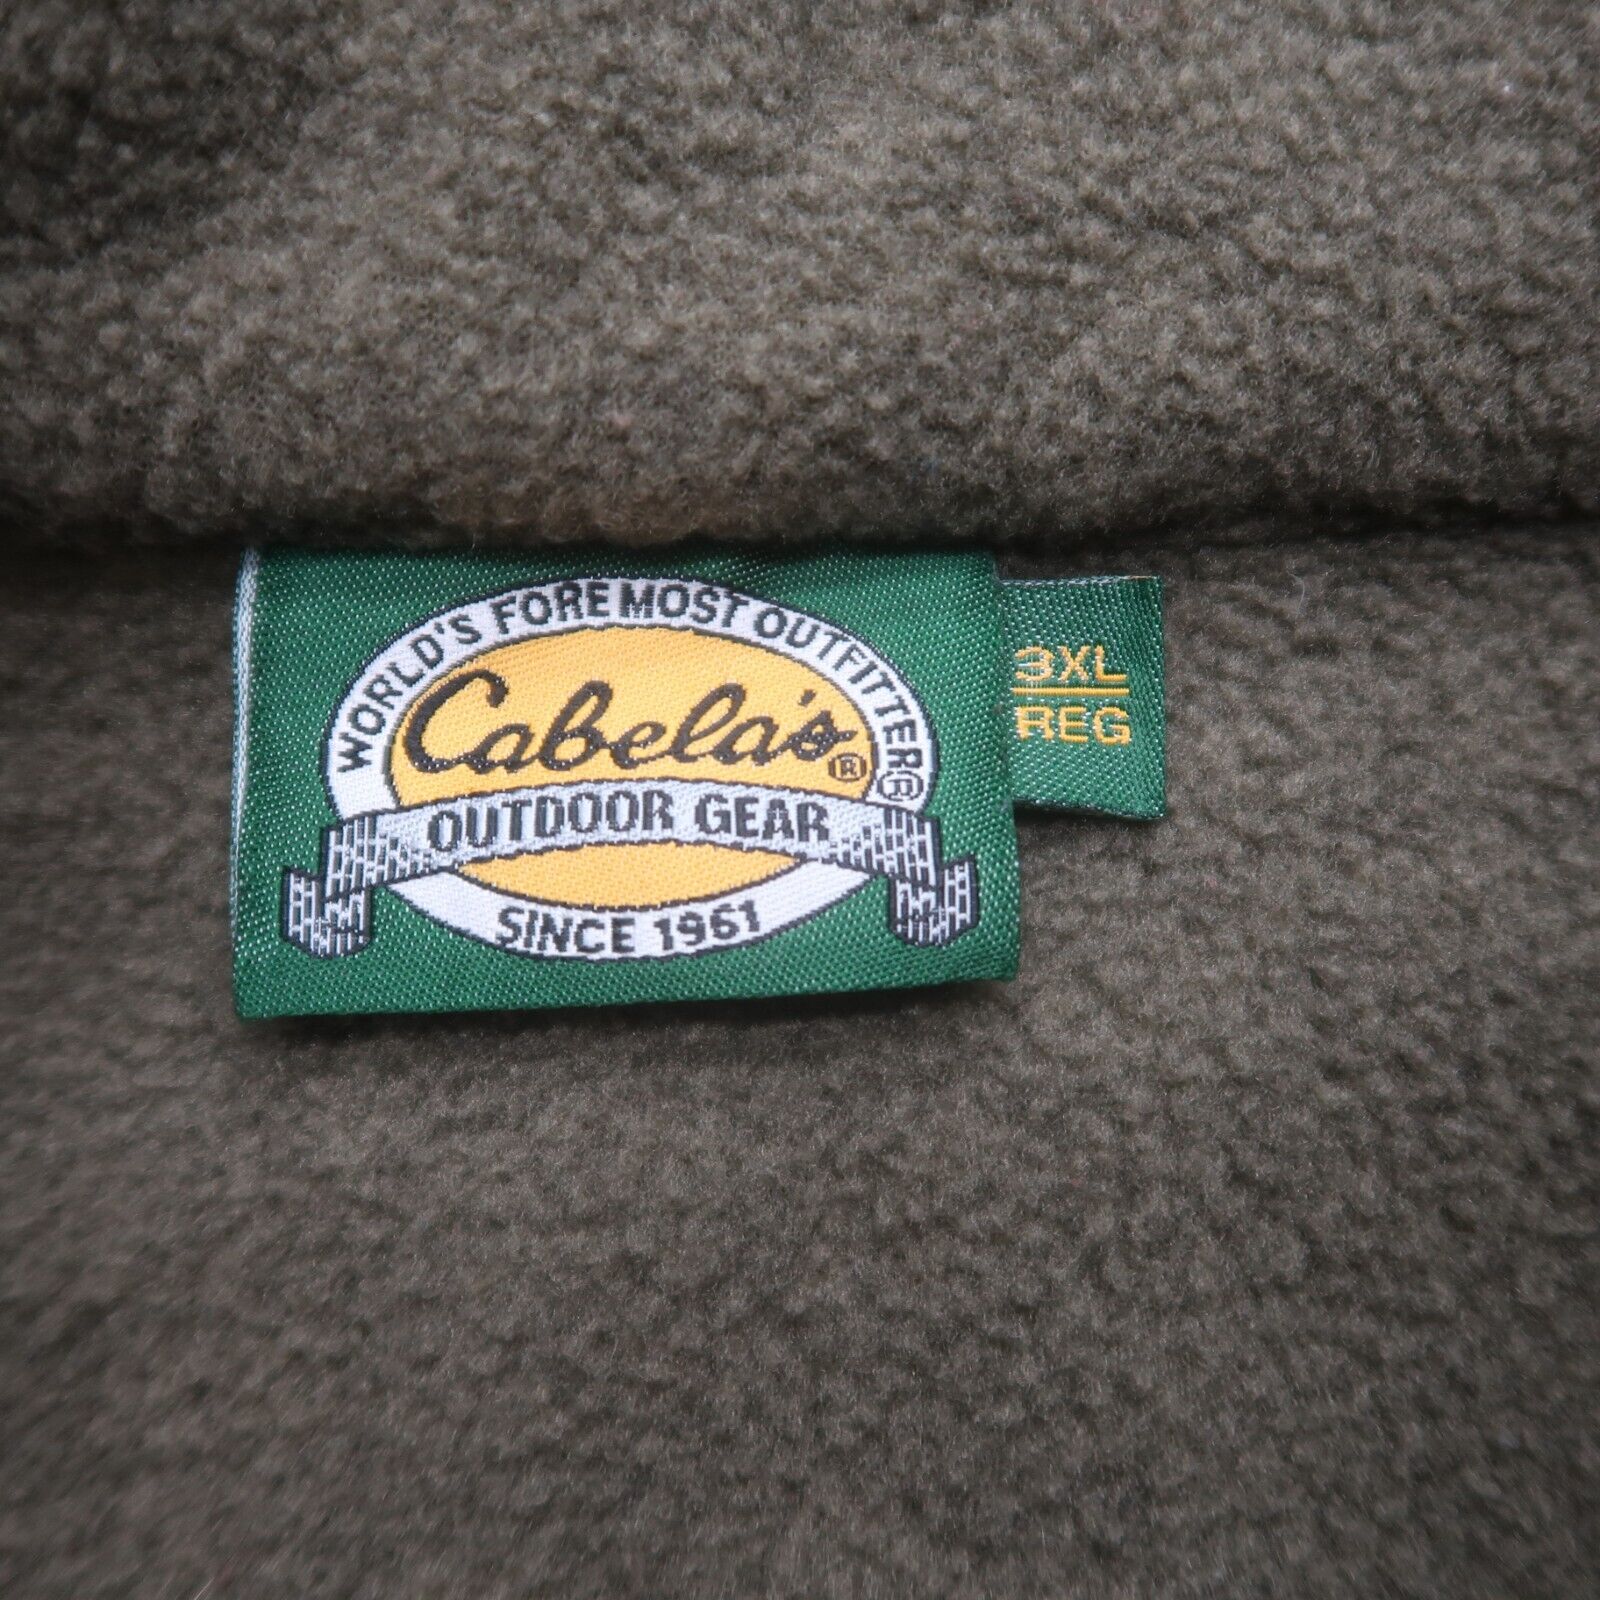 WORLD'S FOREMOST OUTFITTER®
Cabela's®
OUTDOOR GEAR
SINCE 1961
3XL
REG